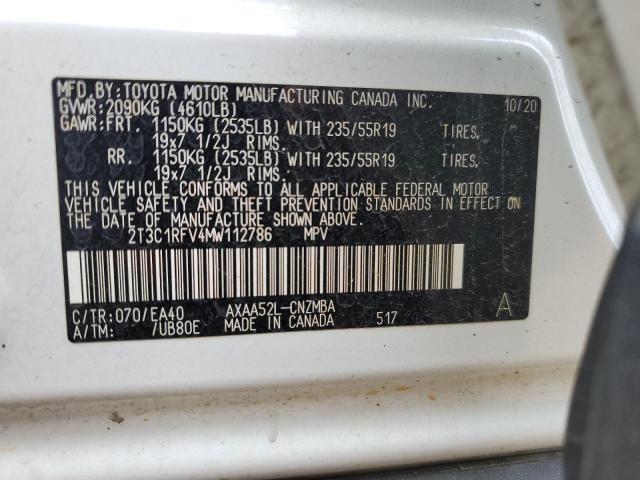 MFD.BY:TOYOTA MOTOR MANUFACTURING CANADA INC. 10/20
GVWR:2090KG (4610LB)
GAWR:FRT. 1150KG (2535LB) WITH 235/55R19 TIRES.
19x7 1/2J RIMS.
RR. 1150KG (2535LB) WITH 235/55R19 TIRES.
19x7 1/2J RIMS.
THIS VEHICLE CONFORMS TO ALL APPLICABLE FEDERAL MOTOR
VEHICLE SAFETY AND THEFT PREVENTION STANDARDS IN EFFECT ON
THE DATE OF MANUFACTURE SHOWN ABOVE.
2T3C1RFV4MW112786 MPV
C/TR:070/EA40 AXAA52L-CNZMBA A
A/TM: /UB80E MADE IN CANADA 517